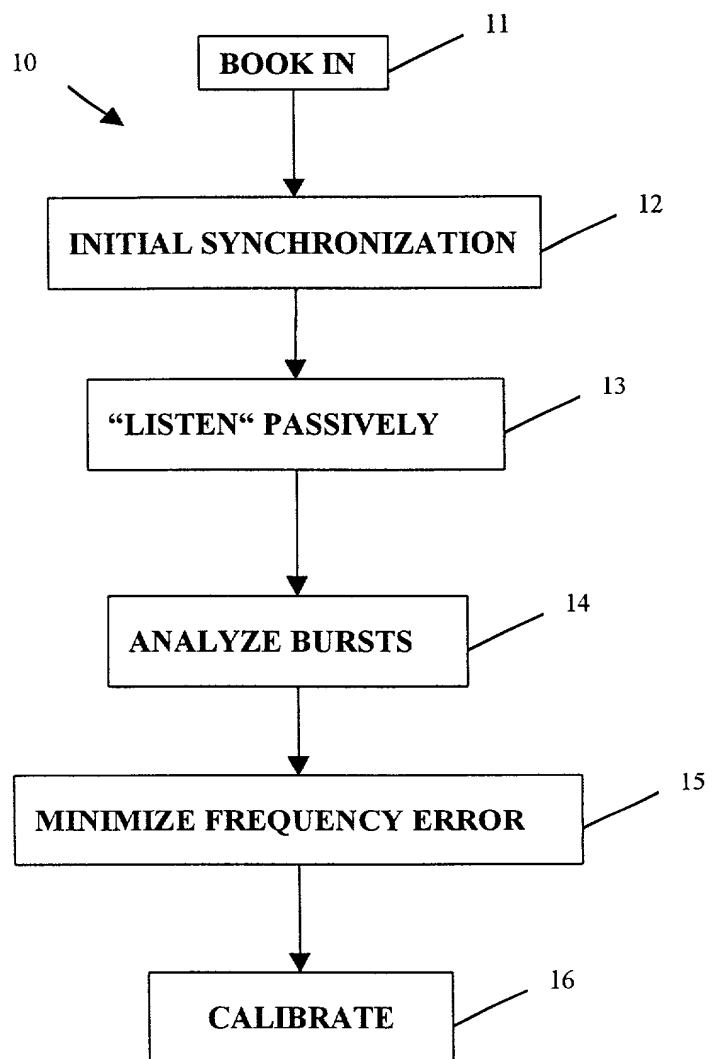 11
10
BOOK IN
12
INITIAL SYNCHRONIZATION
13
“LISTEN“ PASSIVELY
14
ANALYZE BURSTS
15
MINIMIZE FREQUENCY ERROR
16
CALIBRATE